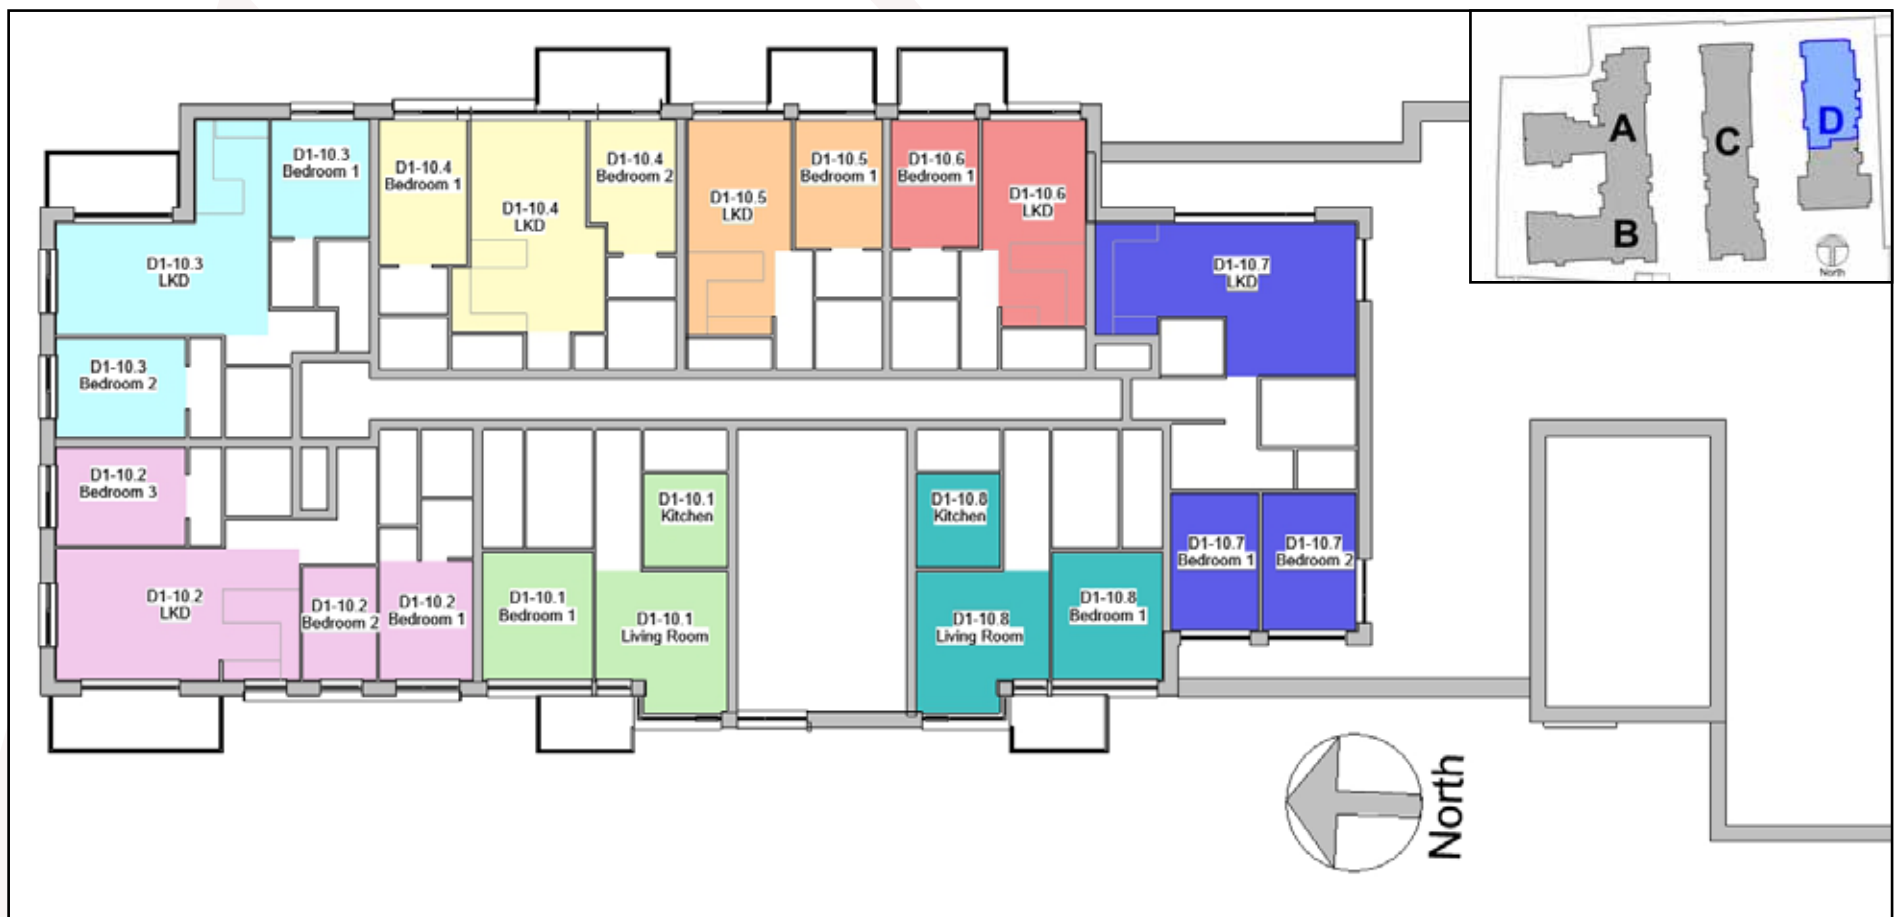 D1-10.3
Bedroom 1
D1-10.4
Bedroom 1
D1-10.4
LKD
D1-10.4
Bedroom 2
D1-10.5
LKD
D1-10.5
Bedroom 1
D1-10.6
Bedroom 1
D1-10.6
LKD
D1-10.3
LKD
D1-10.7
LKD
D1-10.3
Bedroom 2
D1-10.2
Bedroom 3
D1-10.1
Kitchen
D1-10.8
Kitchen
D1-10.2
LKD
D1-10.2
Bedroom 2
D1-10.2
Bedroom 1
D1-10.1
Bedroom 1
D1-10.1
Living Room
D1-10.8
Living Room
D1-10.8
Bedroom 1
D1-10.7
Bedroom 1
D1-10.7
Bedroom 2
A
B
C
D
North
North